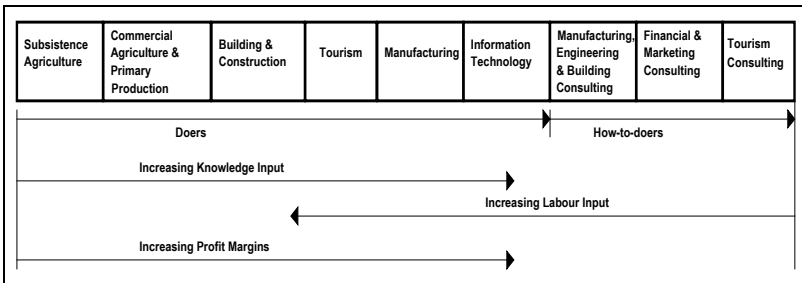 Subsistence
Agriculture
Commercial
Agriculture &
Primary
Production
Building &
Construction
Tourism
Manufacturing
Information
Technology
Manufacturing,
Engineering
& Building
Consulting
Financial &
Marketing
Consulting
Tourism
Consulting
Doers
How-to-doers
Increasing Knowledge Input
Increasing Labour Input
Increasing Profit Margins